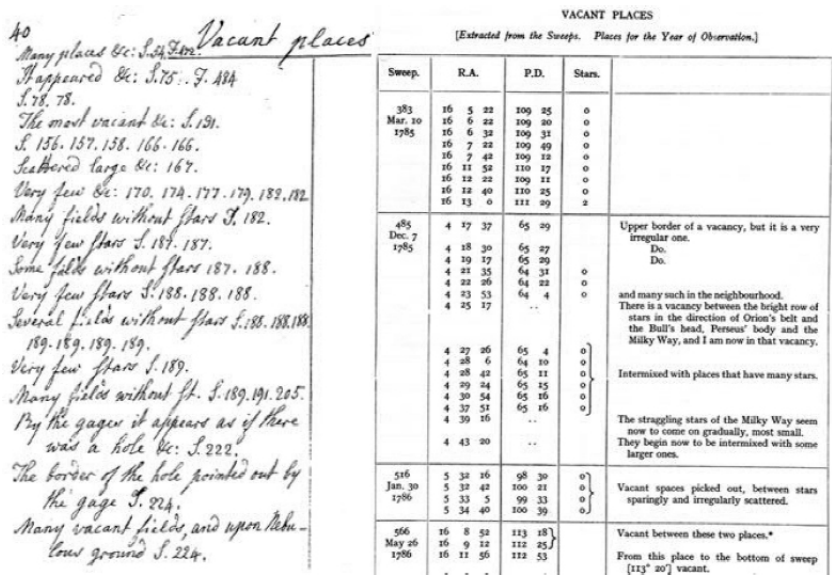 40
Vacant places
Many places &c: S.54. F.402.
It appeared &c: S.75. F. 484
S.78. 78.
The most vacant &c: S. 131.
S. 156. 157. 158. 166. 166.
Scattered large &c: 167.
Very few &c: 170. 174. 177. 179. 182. 182
Many fields without stars S. 182.
Very few stars S. 187. 187.
Some filds without stars 187. 188.
Very few stars S. 188. 188. 188.
Several fields without stars S. 188. 188. 188.
189. 189. 189. 189.
Very few stars S. 189.
Many fields without st. S. 189. 191. 205.
By the gages it appears as if there
was a hole &c: S. 222.
The border of the hole pointed out by
the gage S. 224.
Many vacant fields, and upon Nebu-
lous ground S. 224.
VACANT PLACES
[Extracted from the Sweeps. Places for the Year of Observation.]
Sweep. R.A. P.D. Stars.
383 16 5 22 109 25 0
Mar. 10 16 6 22 109 20 0
1785 16 6 32 109 31 0
16 7 22 109 49 0
16 7 42 109 12 0
16 11 52 110 17 0
16 12 22 109 11 0
16 12 40 110 25 0
16 13 0 111 29 2
485 4 17 37 65 29 Upper border of a vacancy, but it is a very
Dec. 7 irregular one.
1785 4 18 30 65 27 Do.
4 19 17 65 29 Do.
4 21 35 64 31 0
4 22 26 64 22 0
4 23 53 64 4 0 and many such in the neighbourhood.
4 25 17 .. There is a vacancy between the bright row of
stars in the direction of Orion's belt and
the Bull's head, Perseus' body and the
Milky Way, and I am now in that vacancy.
4 27 26 65 4 0
4 28 6 64 10 0
4 28 42 65 11 0 Intermixed with places that have many stars.
4 29 24 65 15 0
4 30 54 65 16 0
4 37 51 65 16 0
4 39 16 .. The straggling stars of the Milky Way seem
now to come on gradually, most small.
4 43 20 .. They begin now to be intermixed with some
larger ones.
516 5 32 16 98 30 0
Jan. 30 5 32 42 100 21 0 Vacant spaces picked out, between stars
1786 5 33 5 99 33 0 sparingly and irregularly scattered.
5 34 40 100 39 0
566 16 8 52 113 18 Vacant between these two places.*
May 26 16 9 12 112 25
1786 16 11 56 112 53 From this place to the bottom of sweep
[113° 20'] vacant.